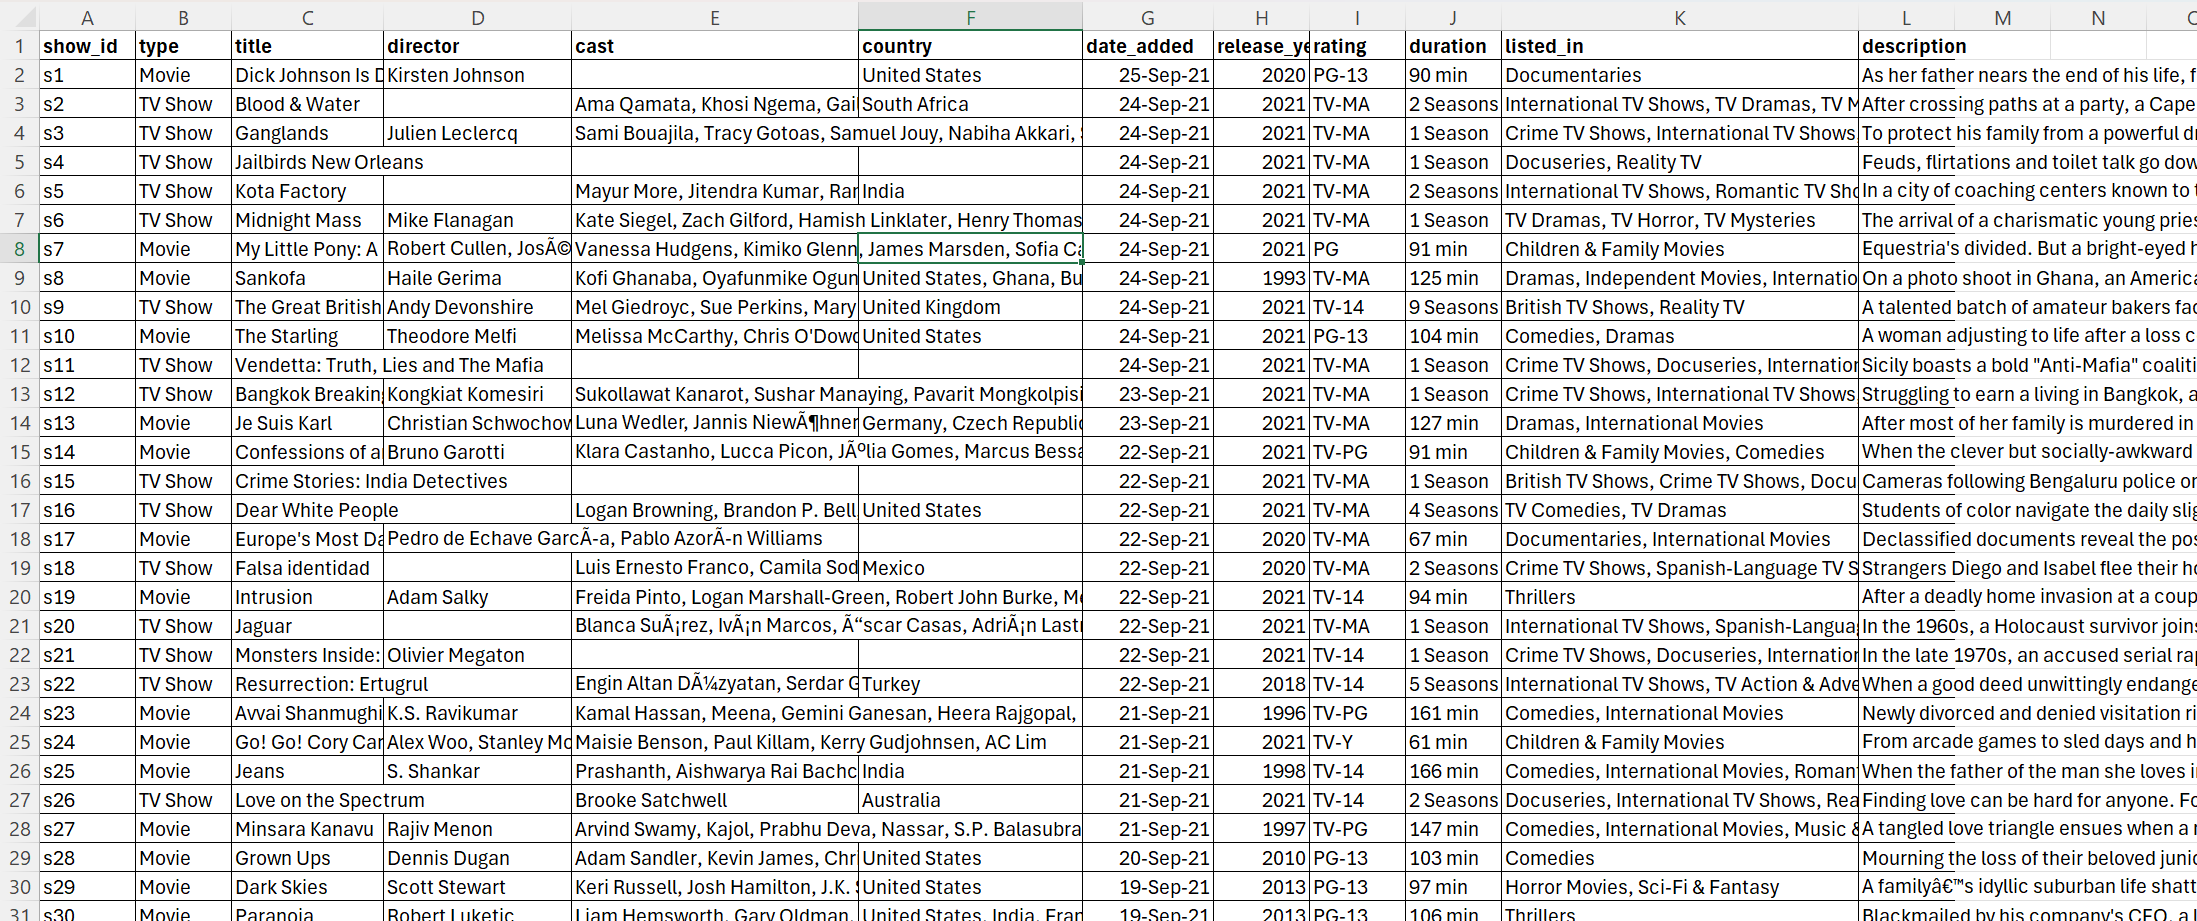 A B C D E F G H I J K L M N
1 show_id type title director cast country date_added release_ye rating duration listed_in description
2 s1 Movie Dick Johnson Is Kirsten Johnson United States 25-Sep-21 2020 PG-13 90 min Documentaries As her father nears the end of his life, f
3 s2 TV Show Blood & Water Ama Qamata, Khosi Ngema, Gai South Africa 24-Sep-21 2021 TV-MA 2 Seasons International TV Shows, TV Dramas, TV M After crossing paths at a party, a Cape
4 s3 TV Show Ganglands Julien Leclercq Sami Bouajila, Tracy Gotoas, Samuel Jouy, Nabiha Akkari, 24-Sep-21 2021 TV-MA 1 Season Crime TV Shows, International TV Shows, To protect his family from a powerful d
5 s4 TV Show Jailbirds New Orleans 24-Sep-21 2021 TV-MA 1 Season Docuseries, Reality TV Feuds, flirtations and toilet talk go dow
6 s5 TV Show Kota Factory Mayur More, Jitendra Kumar, Ran India 24-Sep-21 2021 TV-MA 2 Seasons International TV Shows, Romantic TV Sho In a city of coaching centers known to
7 s6 TV Show Midnight Mass Mike Flanagan Kate Siegel, Zach Gilford, Hamish Linklater, Henry Thomas 24-Sep-21 2021 TV-MA 1 Season TV Dramas, TV Horror, TV Mysteries The arrival of a charismatic young pries
8 s7 Movie My Little Pony: A Robert Cullen, JosÃ© Vanessa Hudgens, Kimiko Glenn, James Marsden, Sofia Ca 24-Sep-21 2021 PG 91 min Children & Family Movies Equestria's divided. But a bright-eyed h
9 s8 Movie Sankofa Haile Gerima Kofi Ghanaba, Oyafunmike Ogun United States, Ghana, Bu 24-Sep-21 1993 TV-MA 125 min Dramas, Independent Movies, Internatio On a photo shoot in Ghana, an America
10 s9 TV Show The Great British Andy Devonshire Mel Giedroyc, Sue Perkins, Mary United Kingdom 24-Sep-21 2021 TV-14 9 Seasons British TV Shows, Reality TV A talented batch of amateur bakers fac
11 s10 Movie The Starling Theodore Melfi Melissa McCarthy, Chris O'Dowd United States 24-Sep-21 2021 PG-13 104 min Comedies, Dramas A woman adjusting to life after a loss c
12 s11 TV Show Vendetta: Truth, Lies and The Mafia 24-Sep-21 2021 TV-MA 1 Season Crime TV Shows, Docuseries, Internation Sicily boasts a bold "Anti-Mafia" coaliti
13 s12 TV Show Bangkok Breaking Kongkiat Komesiri Sukollawat Kanarot, Sushar Manaying, Pavarit Mongkolpisi 23-Sep-21 2021 TV-MA 1 Season Crime TV Shows, International TV Shows, Struggling to earn a living in Bangkok, a
14 s13 Movie Je Suis Karl Christian Schwochow Luna Wedler, Jannis NiewÃ¶hner Germany, Czech Republic 23-Sep-21 2021 TV-MA 127 min Dramas, International Movies After most of her family is murdered in
15 s14 Movie Confessions of a Bruno Garotti Klara Castanho, Lucca Picon, JÃºlia Gomes, Marcus Bessa 22-Sep-21 2021 TV-PG 91 min Children & Family Movies, Comedies When the clever but socially-awkward
16 s15 TV Show Crime Stories: India Detectives 22-Sep-21 2021 TV-MA 1 Season British TV Shows, Crime TV Shows, Docu Cameras following Bengaluru police on
17 s16 TV Show Dear White People Logan Browning, Brandon P. Bell United States 22-Sep-21 2021 TV-MA 4 Seasons TV Comedies, TV Dramas Students of color navigate the daily slig
18 s17 Movie Europe's Most Da Pedro de Echave GarcÃ-a, Pablo AzorÃ-n Williams 22-Sep-21 2020 TV-MA 67 min Documentaries, International Movies Declassified documents reveal the pos
19 s18 TV Show Falsa identidad Luis Ernesto Franco, Camila Sod Mexico 22-Sep-21 2020 TV-MA 2 Seasons Crime TV Shows, Spanish-Language TV S Strangers Diego and Isabel flee their ho
20 s19 Movie Intrusion Adam Salky Freida Pinto, Logan Marshall-Green, Robert John Burke, Me 22-Sep-21 2021 TV-14 94 min Thrillers After a deadly home invasion at a coup
21 s20 TV Show Jaguar Blanca SuÃ¡rez, IvÃ¡n Marcos, Ã“scar Casas, AdriÃ¡n Last 22-Sep-21 2021 TV-MA 1 Season International TV Shows, Spanish-Langua In the 1960s, a Holocaust survivor joins
22 s21 TV Show Monsters Inside: Olivier Megaton 22-Sep-21 2021 TV-14 1 Season Crime TV Shows, Docuseries, Internation In the late 1970s, an accused serial rap
23 s22 TV Show Resurrection: Ertugrul Engin Altan DÃ¼zyatan, Serdar G Turkey 22-Sep-21 2018 TV-14 5 Seasons International TV Shows, TV Action & Adve When a good deed unwittingly endange
24 s23 Movie Avvai Shanmughi K.S. Ravikumar Kamal Hassan, Meena, Gemini Ganesan, Heera Rajgopal, 21-Sep-21 1996 TV-PG 161 min Comedies, International Movies Newly divorced and denied visitation ri
25 s24 Movie Go! Go! Cory Car Alex Woo, Stanley Mo Maisie Benson, Paul Killam, Kerry Gudjohnsen, AC Lim 21-Sep-21 2021 TV-Y 61 min Children & Family Movies From arcade games to sled days and h
26 s25 Movie Jeans S. Shankar Prashanth, Aishwarya Rai Bachc India 21-Sep-21 1998 TV-14 166 min Comedies, International Movies, Roman When the father of the man she loves i
27 s26 TV Show Love on the Spectrum Brooke Satchwell Australia 21-Sep-21 2021 TV-14 2 Seasons Docuseries, International TV Shows, Rea Finding love can be hard for anyone. Fo
28 s27 Movie Minsara Kanavu Rajiv Menon Arvind Swamy, Kajol, Prabhu Deva, Nassar, S.P. Balasubra 21-Sep-21 1997 TV-PG 147 min Comedies, International Movies, Music & A tangled love triangle ensues when a
29 s28 Movie Grown Ups Dennis Dugan Adam Sandler, Kevin James, Chr United States 20-Sep-21 2010 PG-13 103 min Comedies Mourning the loss of their beloved junio
30 s29 Movie Dark Skies Scott Stewart Keri Russell, Josh Hamilton, J.K. United States 19-Sep-21 2013 PG-13 97 min Horror Movies, Sci-Fi & Fantasy A familyâ€™s idyllic suburban life shatt
31 s30 Movie Paranoia Robert Luketic Liam Hemsworth, Gary Oldman, United States, India, Fran 19-Sep-21 2013 PG-13 106 min Thrillers Blackmailed by his company's CEO, a